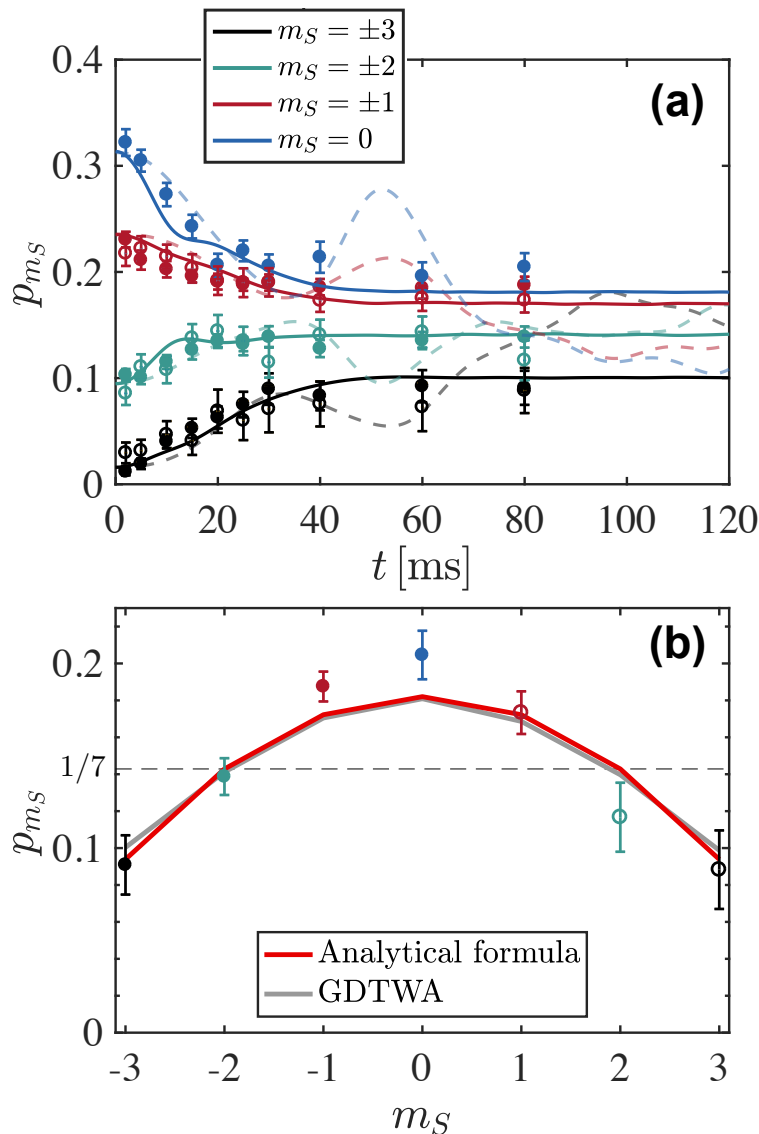 m_S = ±3
m_S = ±2
m_S = ±1
m_S = 0
(a)
0.4
0.3
0.2
0.1
0
p_{m_S}
0 20 40 60 80 100 120
t [ms]
(b)
0.2
1/7
0.1
0
p_{m_S}
Analytical formula
GDTWA
-3 -2 -1 0 1 2 3
m_S